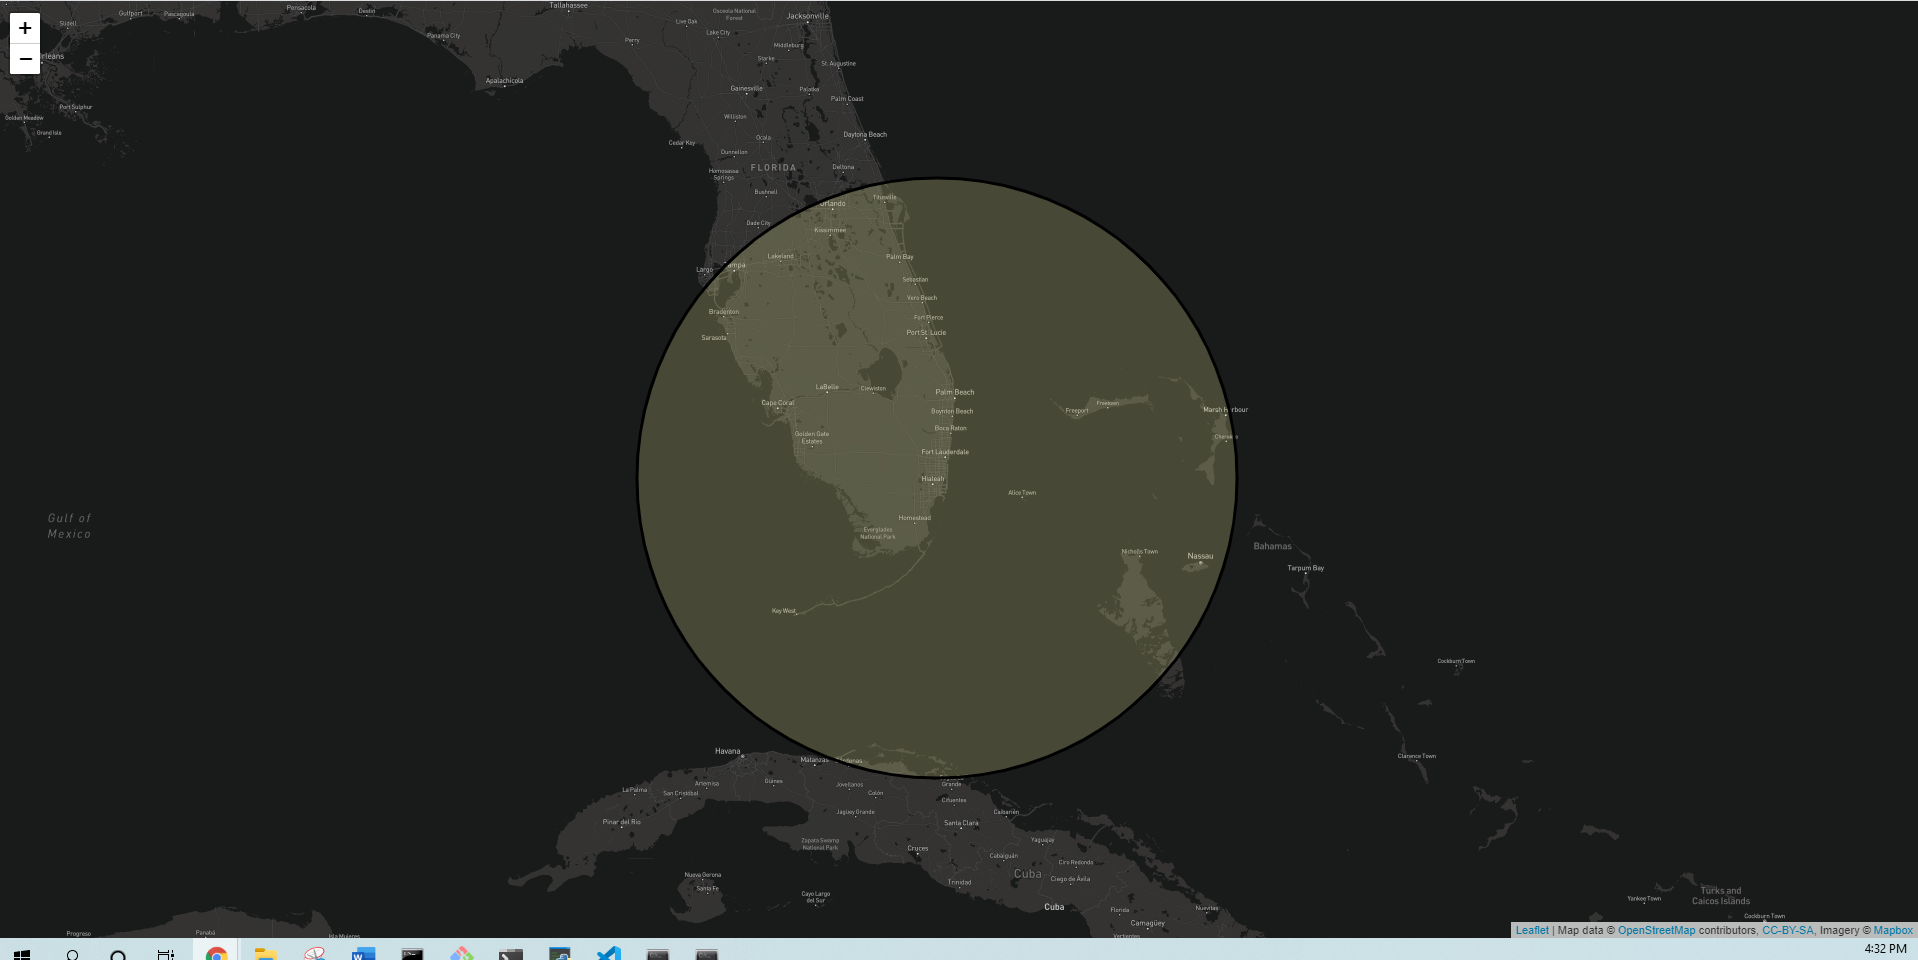 Tallahassee
Pensacola
Destin
Gulfport
Pascagoula
Slidell
Osceola National
Forest
Jacksonville
Live Oak
Lake City
+
Panama City
Perry
Middleburg
−
rleans
Starke
St. Augustine
Apalachicola
Gainesville
Palatka
Palm Coast
Port Sulphur
Golden Meadow
Williston
Grand Isle
Daytona Beach
Ocala
Cedar Key
Dunnellon
FLORIDA
Deltona
Homosassa
Springs
Bushnell
Titusville
Orlando
Dade City
Kissimmee
Lakeland
Palm Bay
Largo
ampa
Sebastian
Vero Beach
Bradenton
Fort Pierce
Port St. Lucie
Sarasota
LaBelle
Clewiston
Palm Beach
Cape Coral
Freetown
Freeport
Boynton Beach
Marsh H rbour
Boca Raton
Golden Gate
Estates
Fort Lauderdale
Hialeah
Alice Town
Gulf of
Mexico
Homestead
Everglades
National Park
Nicholls Town
Nassau
Bahamas
Tarpum Bay
Key West
Cockburn Town
Havana
Matanzas
Clarence Town
Artemisa
Güines
Jovellanos
Grande
La Palma
San Cristóbal
Colón
Cifuentes
Jagüey Grande
Caibarién
Pinar del Río
Santa Clara
Zapata Swamp
National Park
Cruces
Yaguajay
Cabaiguán
Ciro Redondo
Nueva Gerona
Cuba
Ciego de Ávila
Santa Fe
Trinidad
Cayo Largo
del Sur
Turks and
Caicos Islands
Yankee Town
Cuba
Florida
Nuevitas
Cockburn Town
Camagüey
Progreso
Panabá
Isla Mujeres
Vertientes
Leaflet | Map data © OpenStreetMap contributors, CC-BY-SA, Imagery © Mapbox
4:32 PM